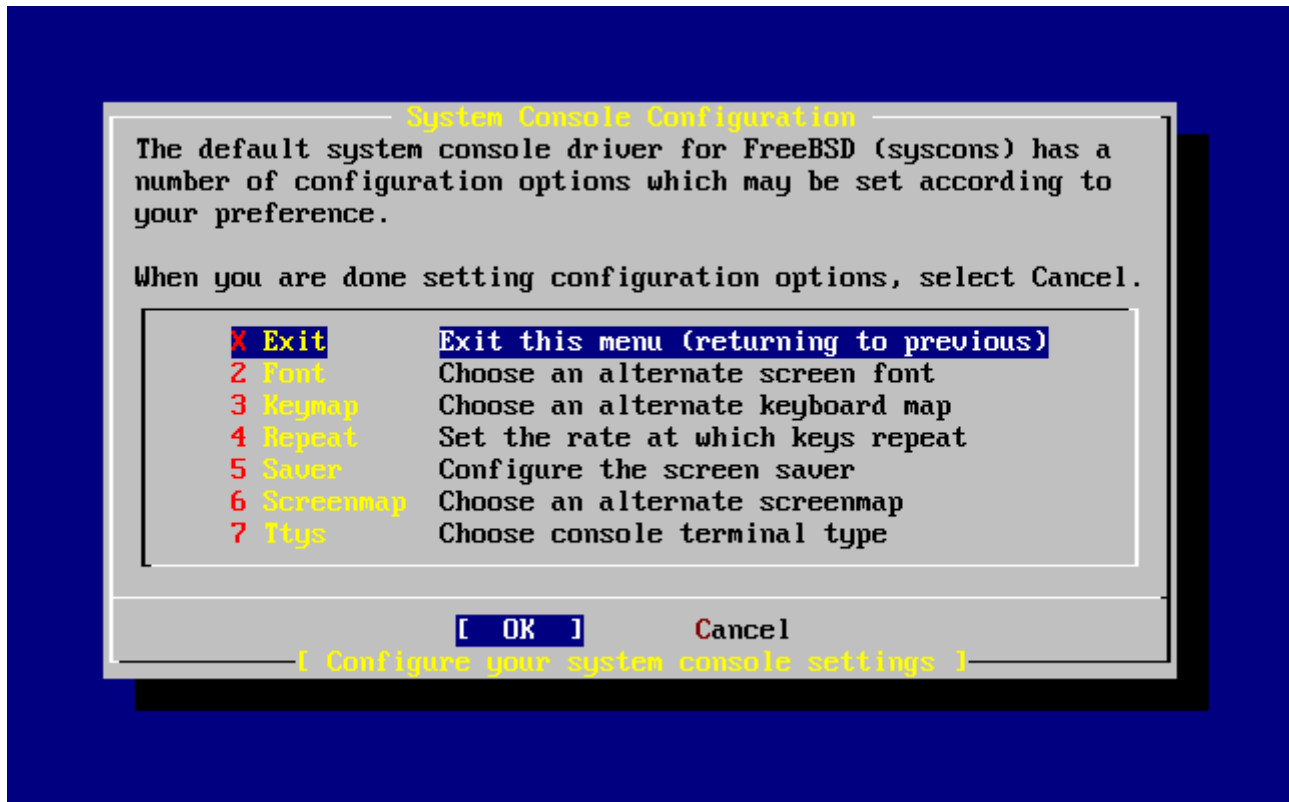 System Console Configuration
The default system console driver for FreeBSD (syscons) has a
number of configuration options which may be set according to
your preference.
When you are done setting configuration options, select Cancel.
X Exit Exit this menu (returning to previous)
2 Font Choose an alternate screen font
3 Keymap Choose an alternate keyboard map
4 Repeat Set the rate at which keys repeat
5 Saver Configure the screen saver
6 Screenmap Choose an alternate screenmap
7 Ttys Choose console terminal type
[ OK ] Cancel
[ Configure your system console settings ]